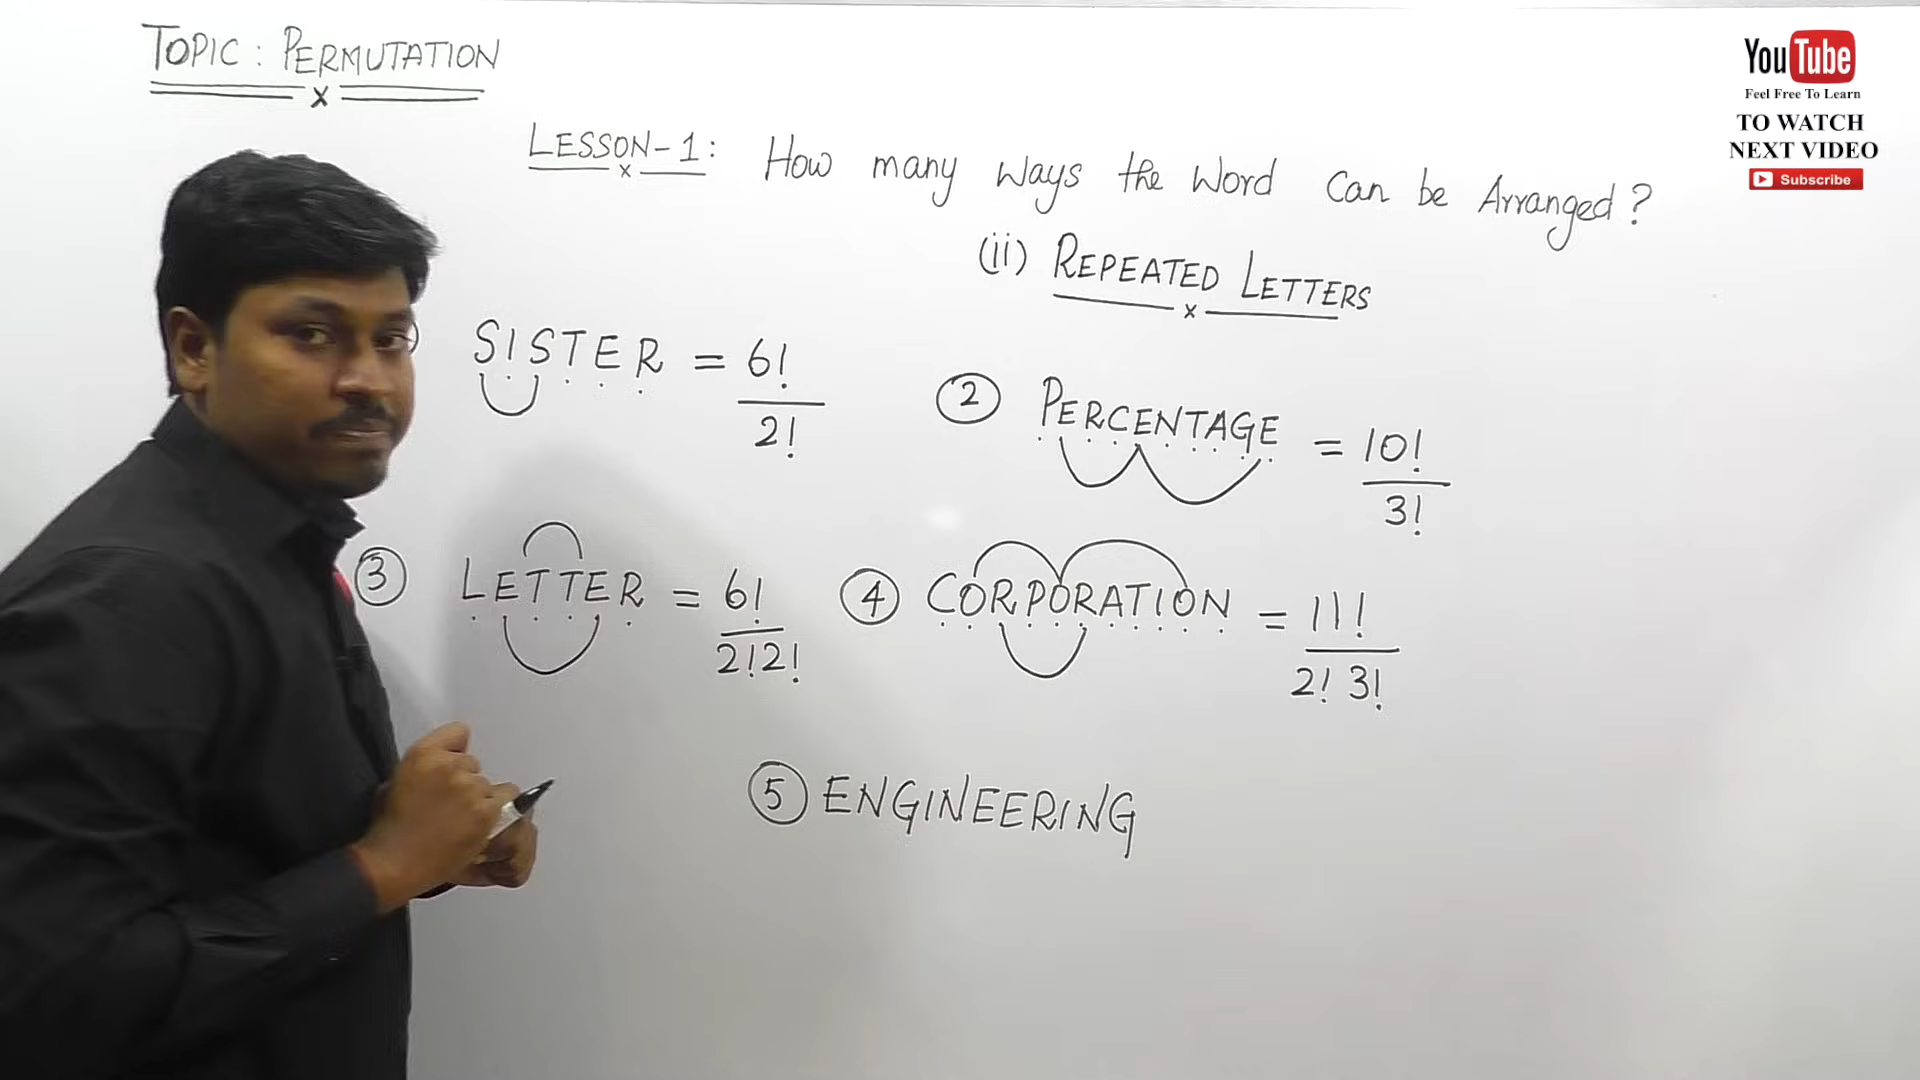 TOPIC : PERMUTATION
x
YouTube
Feel Free To Learn
TO WATCH
NEXT VIDEO
Subscribe
LESSON-1: How many ways the Word Can be Arranged?
x
(ii) REPEATED LETTERS
x
SISTER = 6!
2!
② PERCENTAGE = 10!
3!
③ LETTER = 6!
2!2!
④ CORPORATION = 11!
2! 3!
⑤ ENGINEERING